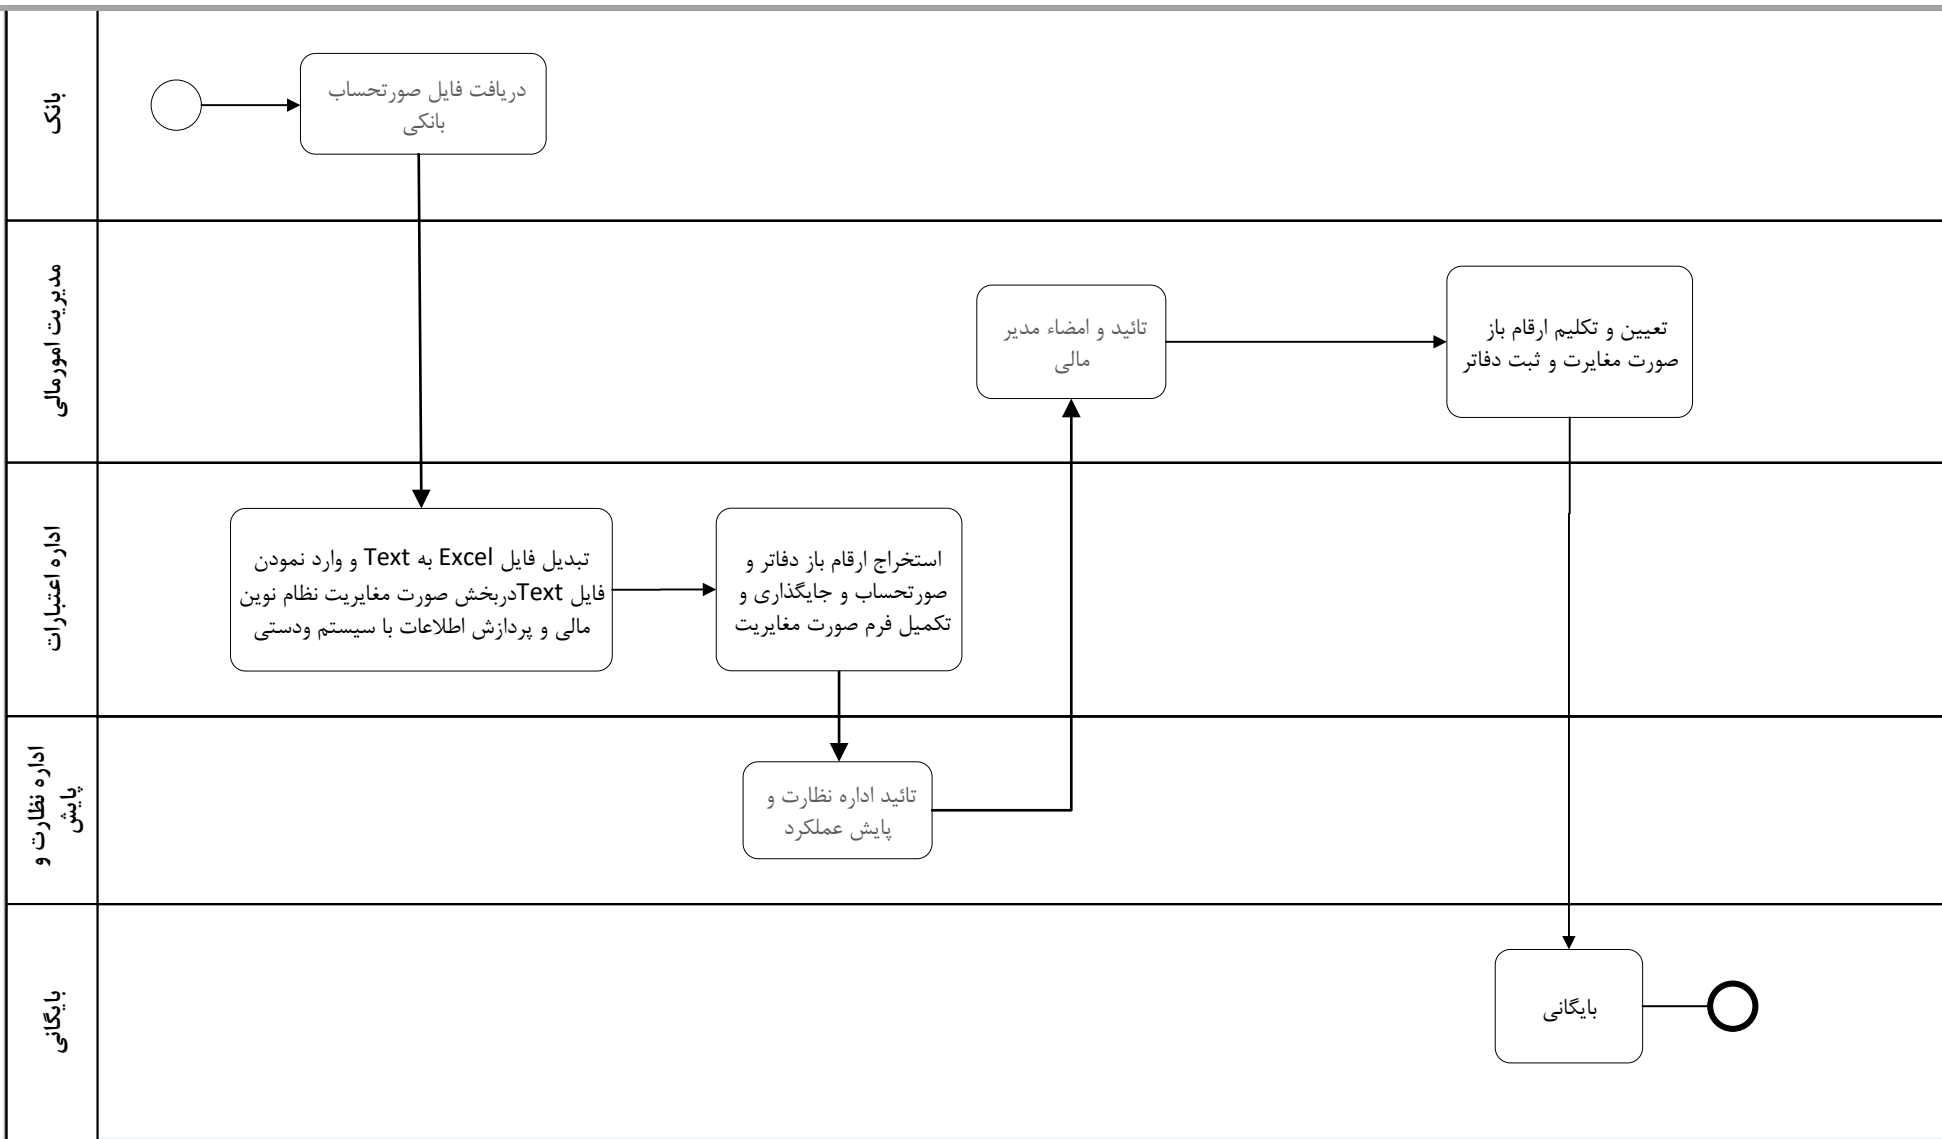 بانک
دریافت فایل صورتحساب
بانکی
مدیریت امورمالی
تائید و امضاء مدیر
مالی
تعیین و تکلیم ارقام باز
صورت مغایرت و ثبت دفاتر
اداره اعتبارات
تبدیل فایل Excel به Text و وارد نمودن
فایل Textدربخش صورت مغایریت نظام نوین
مالی و پردازش اطلاعات با سیستم ودستی
استخراج ارقام باز دفاتر و
صورتحساب و جایگذاری و
تکمیل فرم صورت مغایریت
اداره نظارت و
پایش
تائید اداره نظارت و
پایش عملکرد
بایگانی
بایگانی